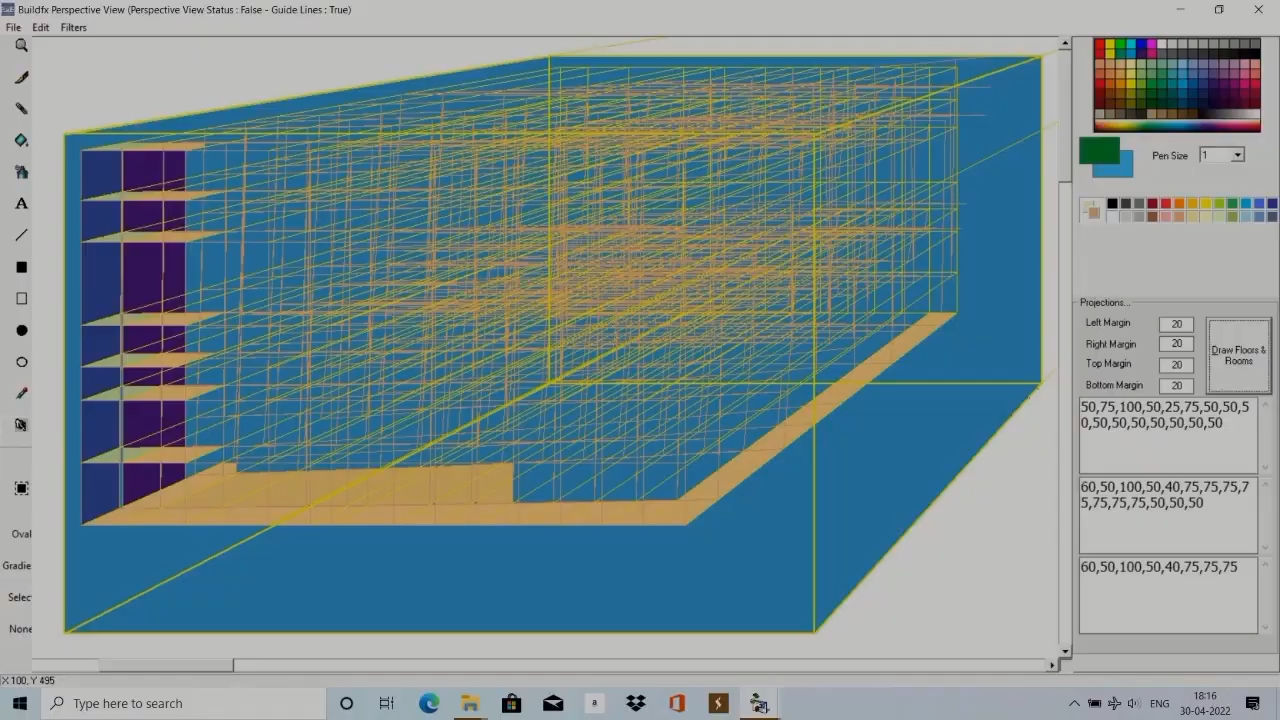 Buildfx Perspective View (Perspective View Status : False - Guide Lines : True)
File Edit Filters
A
Pen Size 1
Projections...
Left Margin 20
Right Margin 20
Top Margin 20
Bottom Margin 20
Draw Floors &
Rooms
50,75,100,50,25,75,50,50,5
0,50,50,50,50,50,50,50
60,50,100,50,40,75,75,75,7
5,75,75,75,50,50,50
60,50,100,50,40,75,75,75
Oval
Gradie
Selec
None
X 100, Y 495
Type here to search
a
ENG
18:16
30-04-2022